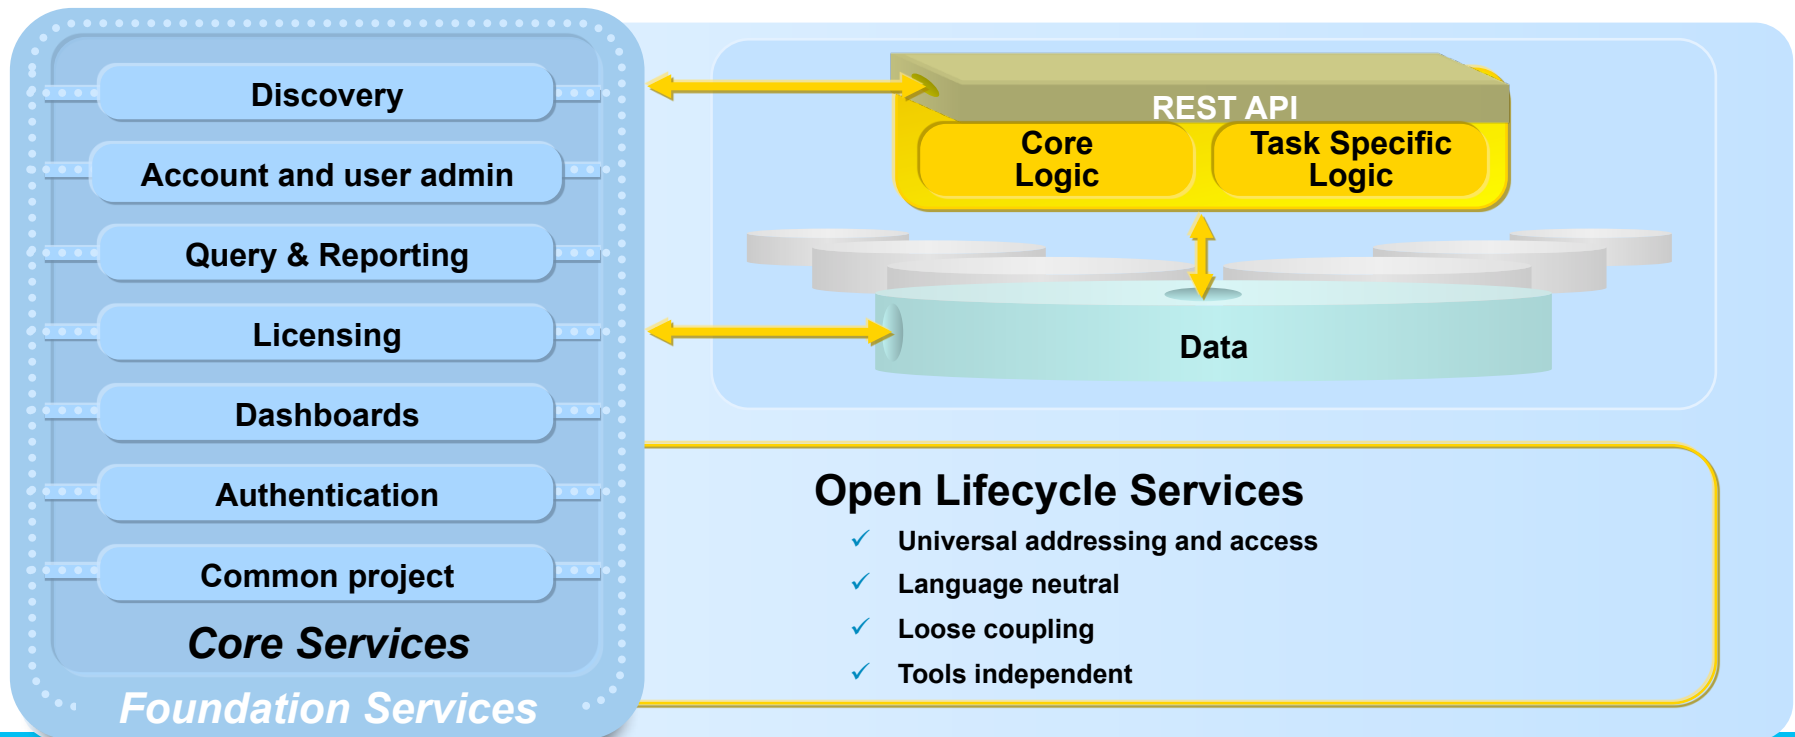 Discovery
Account and user admin
Query & Reporting
Licensing
Dashboards
Authentication
Common project
Core Services
Foundation Services
REST API
Core
Logic
Task Specific
Logic
Data
Open Lifecycle Services
✓ Universal addressing and access
✓ Language neutral
✓ Loose coupling
✓ Tools independent